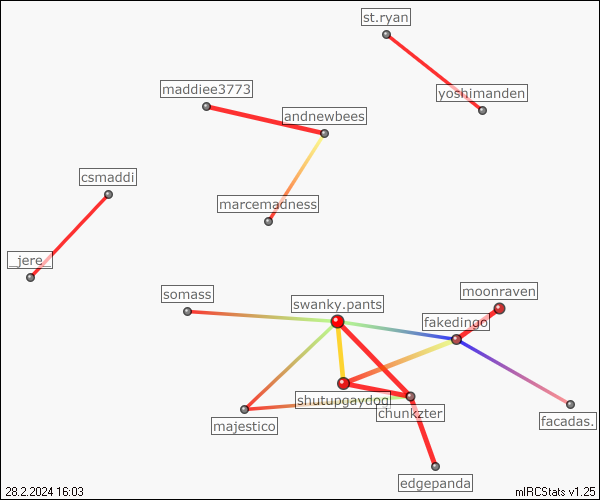 st.ryan
maddiee3773
yoshimanden
andnewbees
csmaddi
marcemadness
_jere_
somass
moonraven
swanky.pants
fakedingo
shutupgaydog
chunkzter
majestico
facadas.
edgepanda
28.2.2024 16:03
mIRCStats v1.25